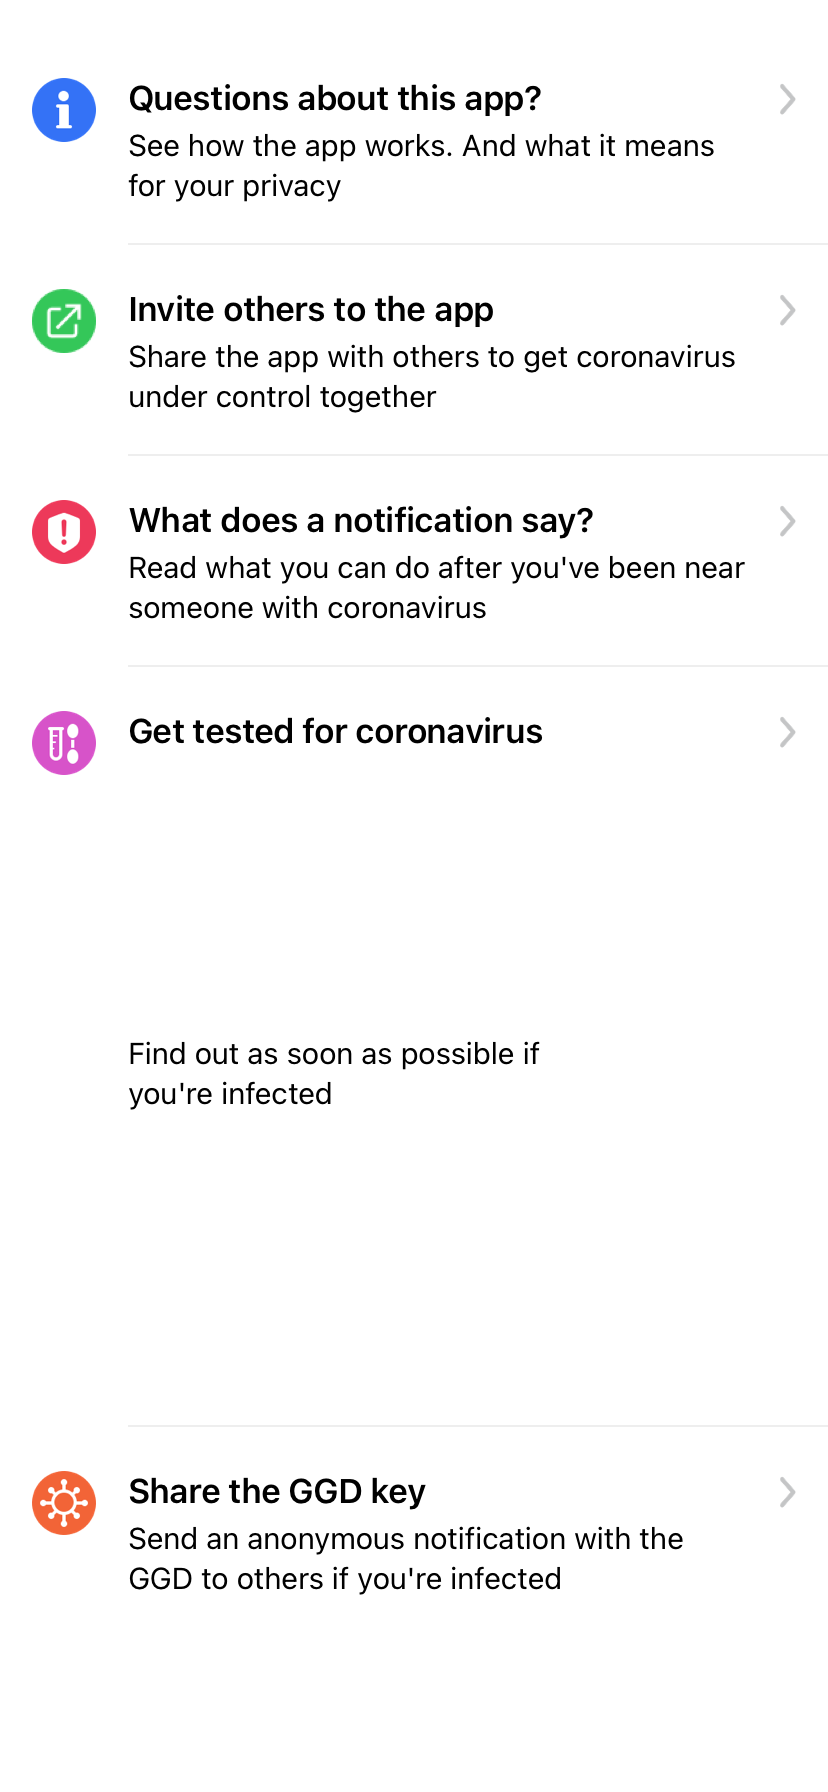 Questions about this app?
See how the app works. And what it means
for your privacy
Invite others to the app
Share the app with others to get coronavirus
under control together
What does a notification say?
Read what you can do after you've been near
someone with coronavirus
Get tested for coronavirus
Find out as soon as possible if
you're infected
Share the GGD key
Send an anonymous notification with the
GGD to others if you're infected